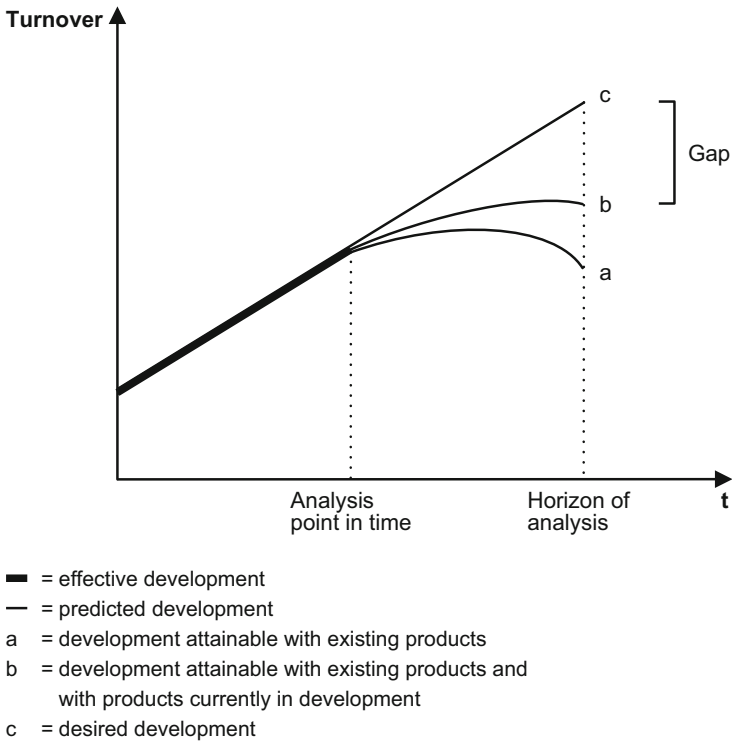 Turnover
c
Gap
b
a
Analysis
point in time
Horizon of
analysis
t
= effective development
= predicted development
a = development attainable with existing products
b = development attainable with existing products and
with products currently in development
c = desired development